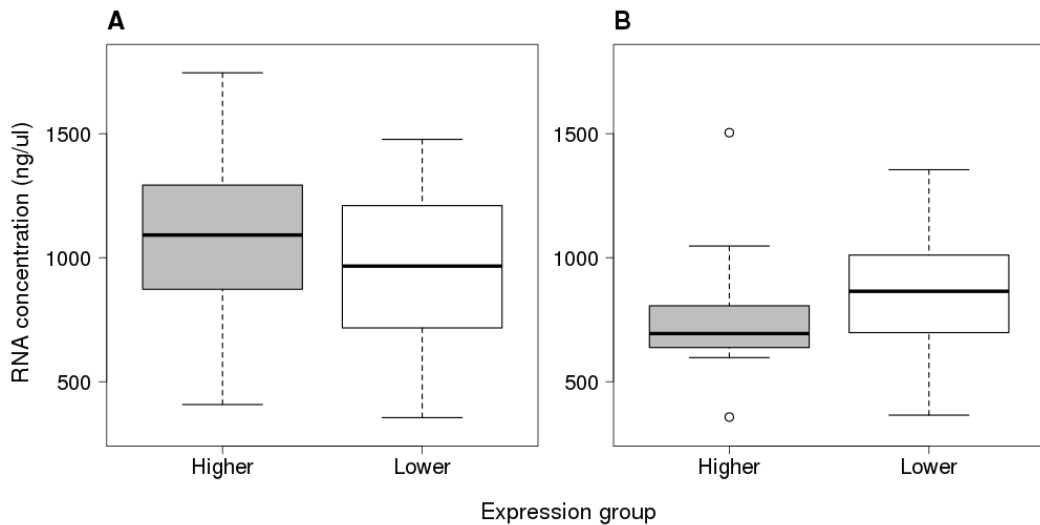 A
B
RNA concentration (ng/ul)
1500
1000
500
1500
1000
500
Higher
Lower
Higher
Lower
Expression group